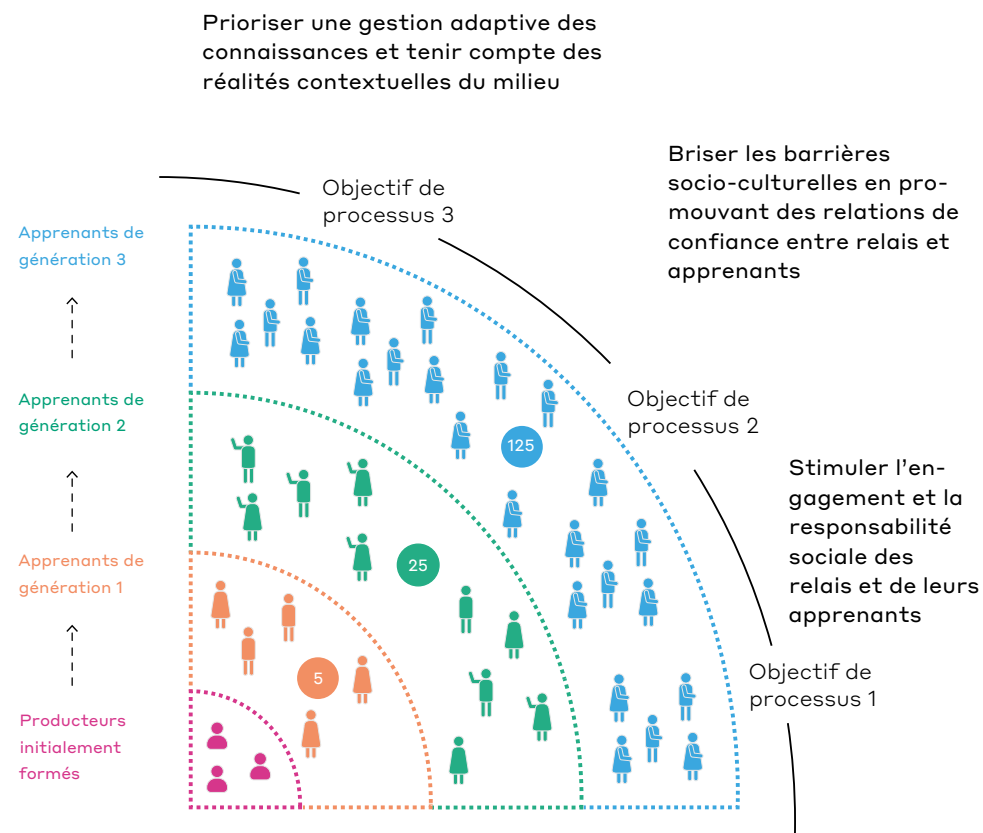 Prioriser une gestion adaptive des
connaissances et tenir compte des
réalités contextuelles du milieu
Briser les barrières
socio-culturelles en pro-
mouvant des relations de
confiance entre relais et
apprenants
Objectif de
processus 3
Apprenants de
génération 3
Apprenants de
génération 2
Objectif de
processus 2
125
Stimuler l'en-
gagement et la
responsabilité
sociale des
relais et de leurs
apprenants
25
Apprenants de
génération 1
5
Objectif de
processus 1
Producteurs
initialement
formés